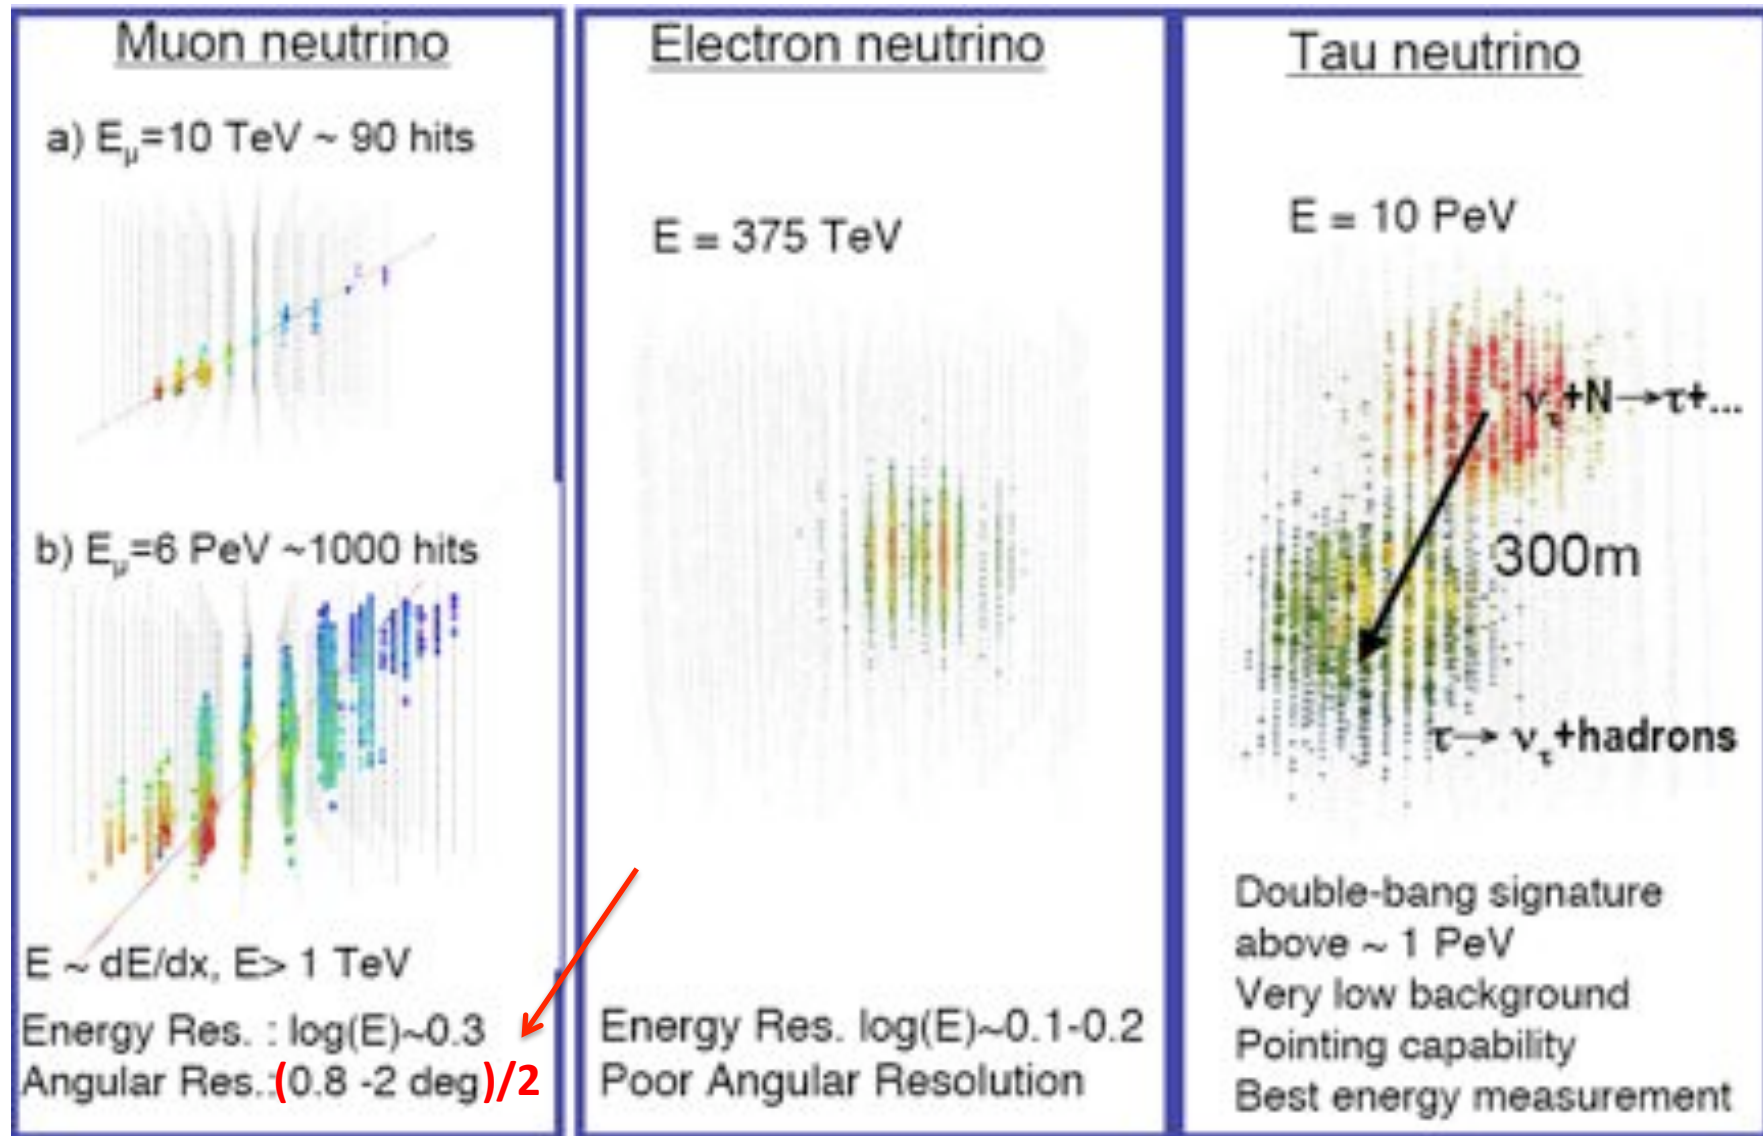 Muon neutrino
a) Eμ=10 TeV ~ 90 hits
b) Eμ=6 PeV ~1000 hits
E ~ dE/dx, E> 1 TeV
Energy Res. : log(E)~0.3
Angular Res.:(0.8 -2 deg)/2
Electron neutrino
E = 375 TeV
Energy Res. log(E)~0.1-0.2
Poor Angular Resolution
Tau neutrino
E = 10 PeV
ντ+N→τ+...
300m
τ→ ντ+hadrons
Double-bang signature
above ~ 1 PeV
Very low background
Pointing capability
Best energy measurement